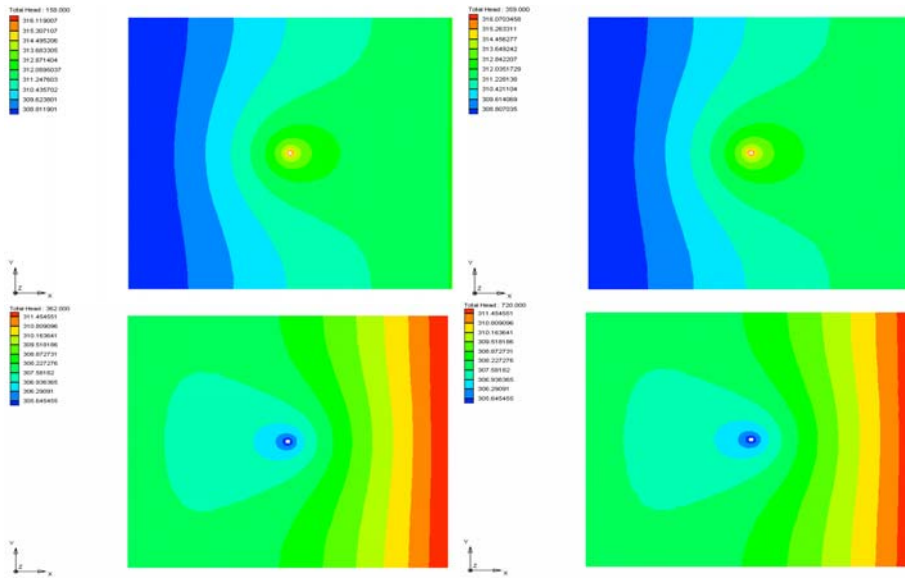 Total Head : 158.000
316.119007
315.307107
314.495206
313.683305
312.871404
312.0595037
311.247603
310.435702
309.623801
308.811901
Y
Z
X
Total Head : 359.000
316.0703458
315.263311
314.456277
313.649242
312.842207
312.0351729
311.228138
310.421104
309.614069
308.807035
Y
Z
X
Total Head : 362.000
311.454551
310.809096
310.163641
309.518186
308.872731
308.227276
307.58182
306.936365
306.29091
305.645455
Y
Z
X
Total Head : 720.000
311.454551
310.809096
310.163641
309.518186
308.872731
308.227276
307.58182
306.936365
306.29091
305.645455
Y
Z
X